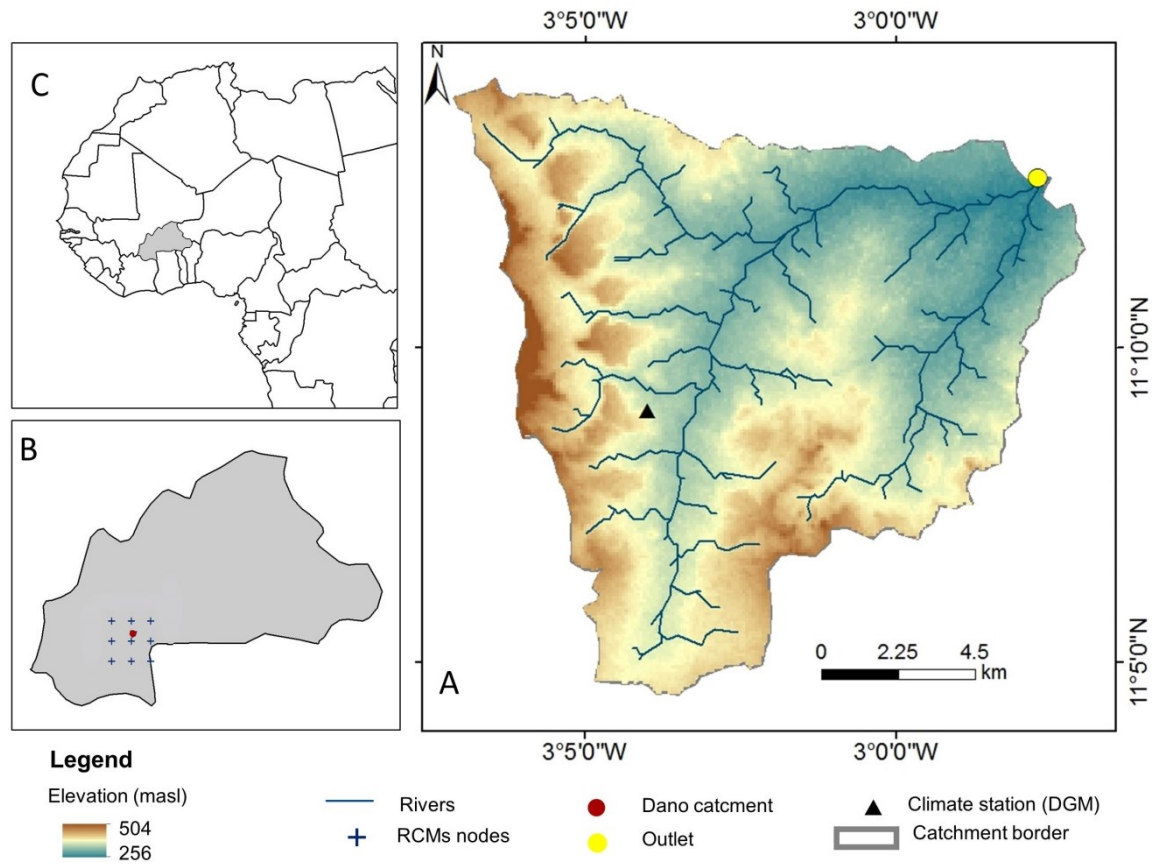 3°5'0"W
3°0'0"W
C
N
11°10'0"N
B
A
0
2.25
4.5
km
11°5'0"N
3°5'0"W
3°0'0"W
Legend
Elevation (masl)
504
256
Rivers
RCMs nodes
Dano catcment
Outlet
Climate station (DGM)
Catchment border